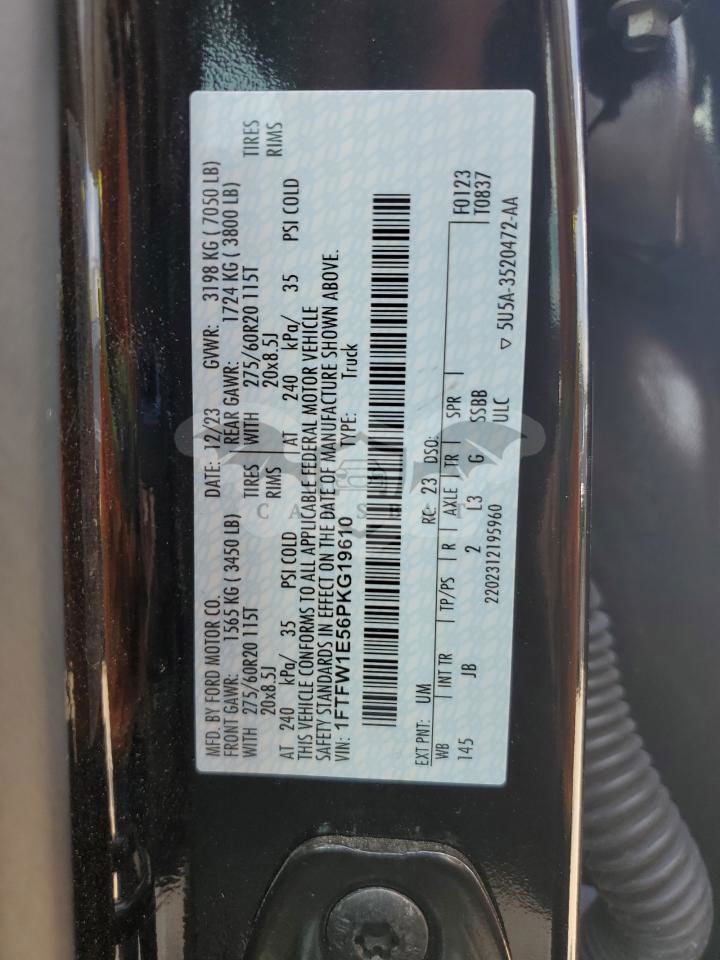 MFD. BY FORD MOTOR CO.
DATE: 12/23 GVWR: 3198 KG ( 7050 LB)
FRONT GAWR: 1565 KG (3450 LB) REAR GAWR: 1724 KG (3800 LB)
WITH 275/60R20 115T TIRES WITH 275/60R20 115T TIRES
20x8.5J RIMS 20x8.5J RIMS
AT 240 kPa/ 35 PSI COLD AT 240 kPa/ 35 PSI COLD
THIS VEHICLE CONFORMS TO ALL APPLICABLE FEDERAL MOTOR VEHICLE
SAFETY STANDARDS IN EFFECT ON THE DATE OF MANUFACTURE SHOWN ABOVE.
VIN: 1FTFW1E56PKG19610 TYPE: Truck
F0123
EXT PNT: UM RC: 23 DSO: T0837
WB INT TR TP/PS R AXLE TR SPR
145 JB 2 L3 G SSBB
ULC
2202312195960 ▽ 5U5A-3520472-AA